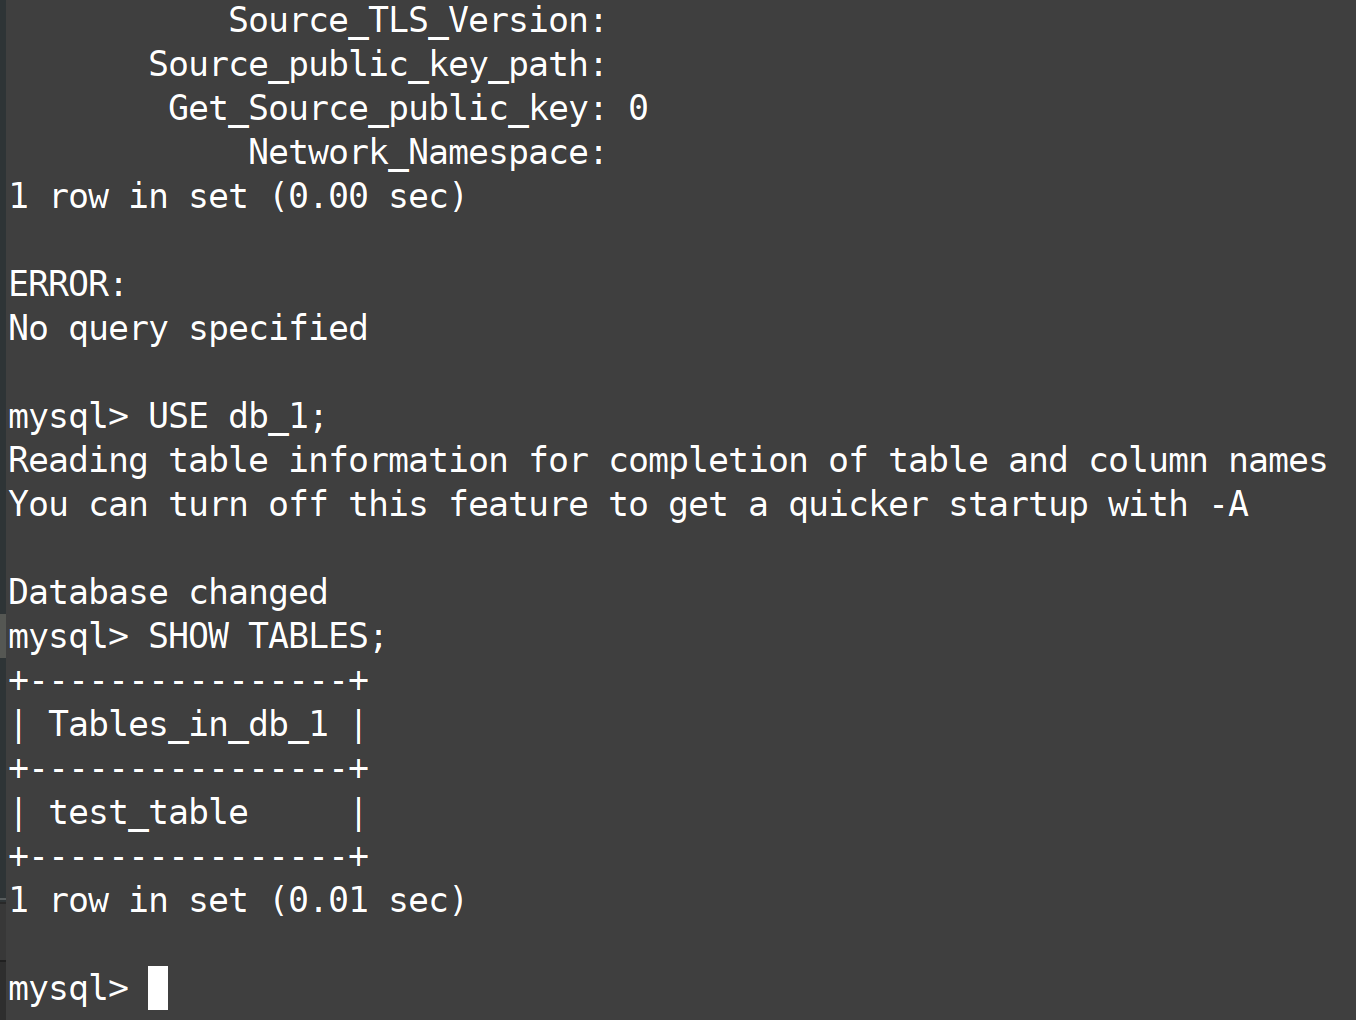 Source_TLS_Version:
Source_public_key_path:
Get_Source_public_key: 0
Network_Namespace:
1 row in set (0.00 sec)
ERROR:
No query specified
mysql> USE db_1;
Reading table information for completion of table and column names
You can turn off this feature to get a quicker startup with -A
Database changed
mysql> SHOW TABLES;
+----------------+
| Tables_in_db_1 |
+----------------+
| test_table     |
+----------------+
1 row in set (0.01 sec)
mysql>